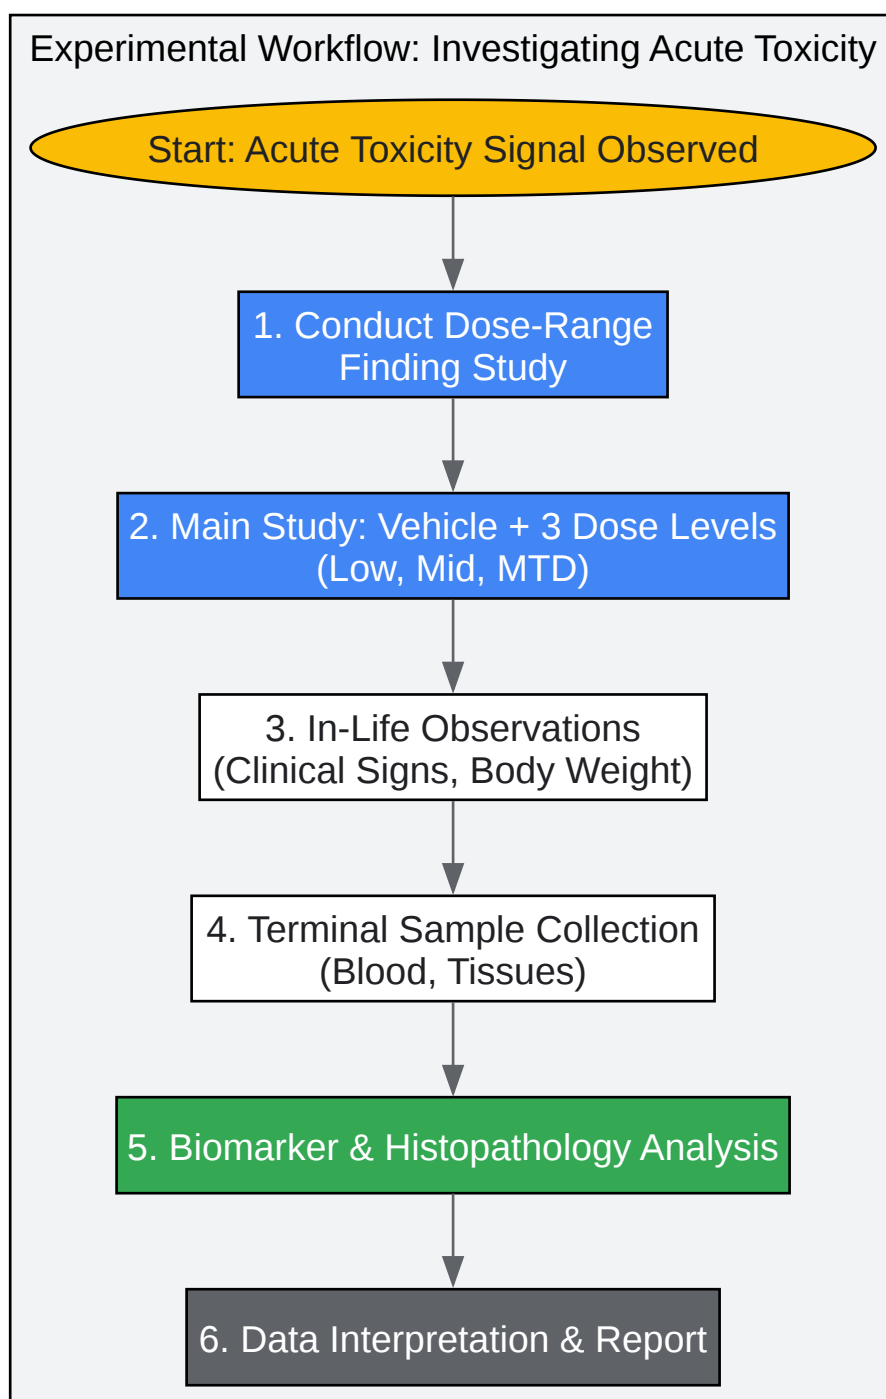 Experimental Workflow: Investigating Acute Toxicity
Start: Acute Toxicity Signal Observed
1. Conduct Dose-Range
Finding Study
2. Main Study: Vehicle + 3 Dose Levels
(Low, Mid, MTD)
3. In-Life Observations
(Clinical Signs, Body Weight)
4. Terminal Sample Collection
(Blood, Tissues)
5. Biomarker & Histopathology Analysis
6. Data Interpretation & Report